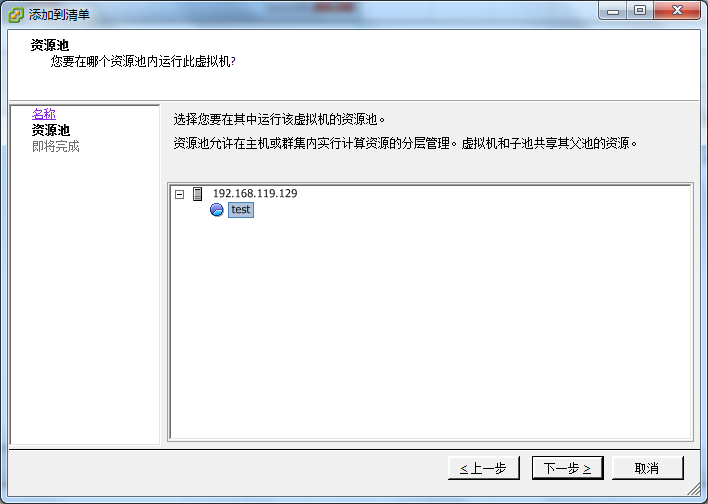 添加到清单
资源池
您要在哪个资源池内运行此虚拟机?
名称
资源池
即将完成
选择您要在其中运行该虚拟机的资源池。
资源池允许在主机或群集内实行计算资源的分层管理。虚拟机和子池共享其父池的资源。
192.168.119.129
test
< 上一步
下一步 >
取消